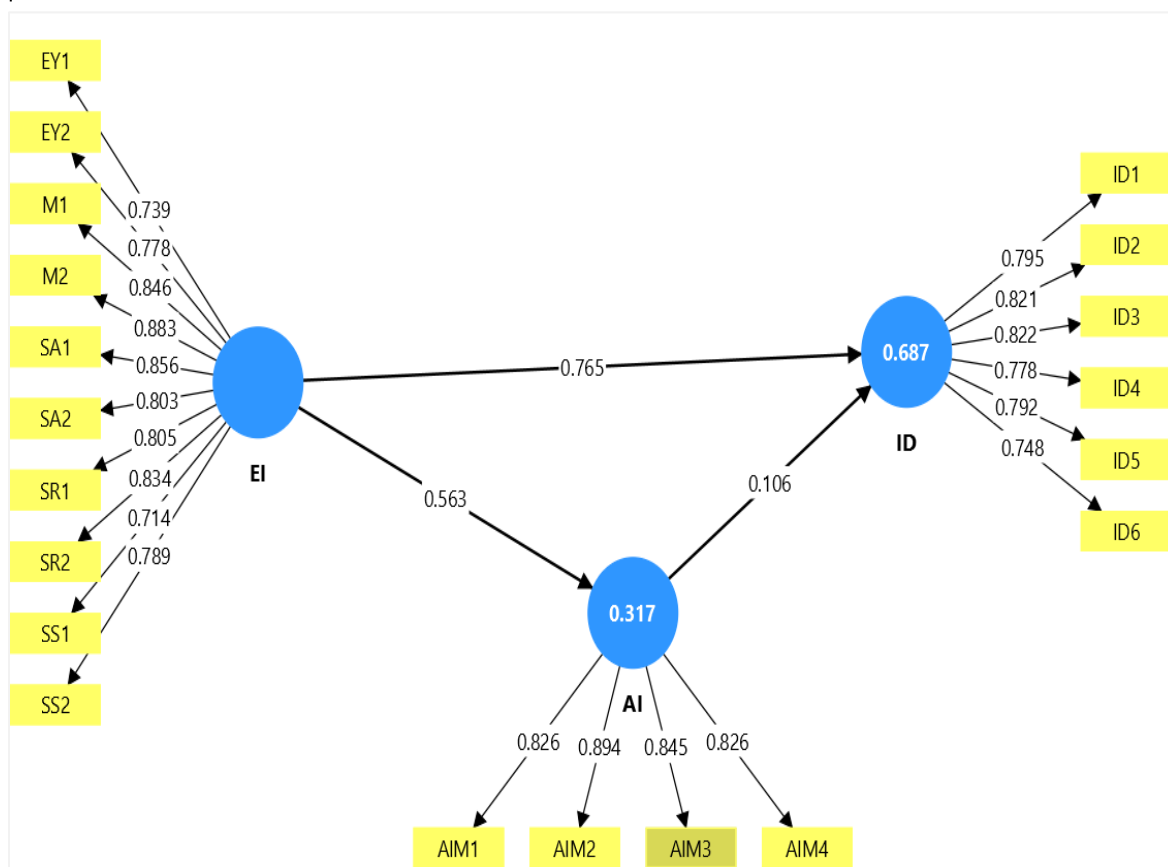 EY1
EY2
M1
M2
SA1
SA2
SR1
SR2
SS1
SS2
0.739
0.778
0.846
0.883
0.856
0.803
0.805
0.834
0.714
0.789
EI
0.765
0.563
0.106
0.687
ID
0.317
AI
0.795
0.821
0.822
0.778
0.792
0.748
ID1
ID2
ID3
ID4
ID5
ID6
0.826
0.894
0.845
0.826
AIM1
AIM2
AIM3
AIM4